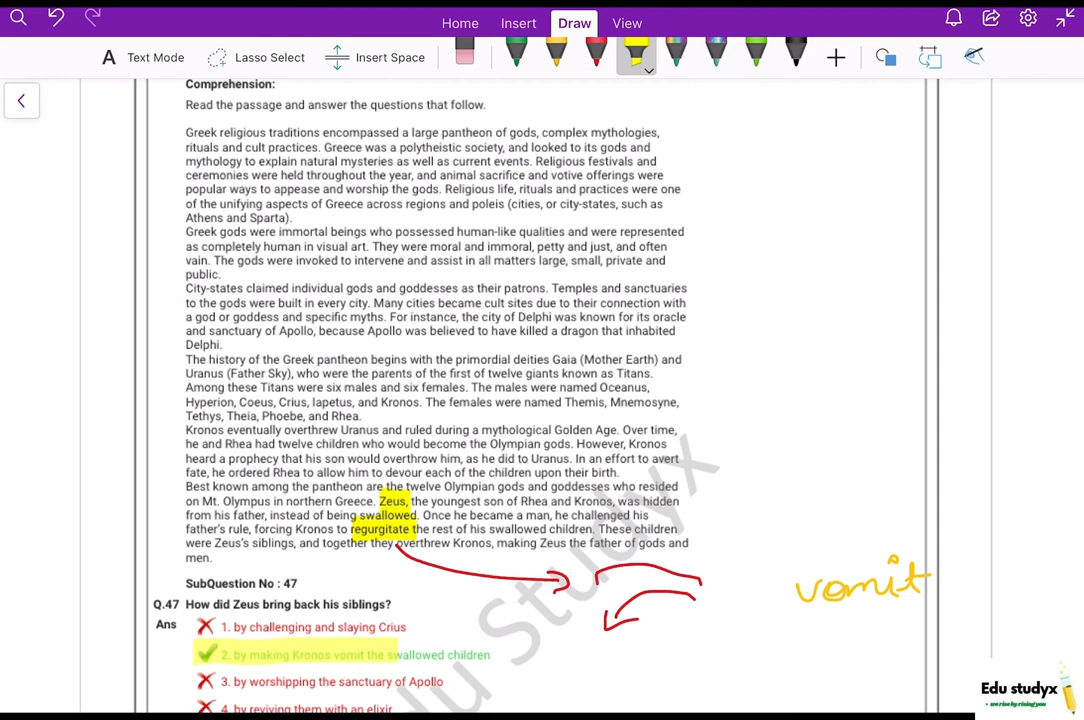 Home Insert Draw View
Text Mode Lasso Select Insert Space
Comprehension:
Read the passage and answer the questions that follow.
Greek religious traditions encompassed a large pantheon of gods, complex mythologies,
rituals and cult practices. Greece was a polytheistic society, and looked to its gods and
mythology to explain natural mysteries as well as current events. Religious festivals and
ceremonies were held throughout the year, and animal sacrifice and votive offerings were
popular ways to appease and worship the gods. Religious life, rituals and practices were one
of the unifying aspects of Greece across regions and poleis (cities, or city-states, such as
Athens and Sparta).
Greek gods were immortal beings who possessed human-like qualities and were represented
as completely human in visual art. They were moral and immoral, petty and just, and often
vain. The gods were invoked to intervene and assist in all matters large, small, private and
public.
City-states claimed individual gods and goddesses as their patrons. Temples and sanctuaries
to the gods were built in every city. Many cities became cult sites due to their connection with
a god or goddess and specific myths. For instance, the city of Delphi was known for its oracle
and sanctuary of Apollo, because Apollo was believed to have killed a dragon that inhabited
Delphi.
The history of the Greek pantheon begins with the primordial deities Gaia (Mother Earth) and
Uranus (Father Sky), who were the parents of the first of twelve giants known as Titans.
Among these Titans were six males and six females. The males were named Oceanus,
Hyperion, Coeus, Crius, Iapetus, and Kronos. The females were named Themis, Mnemosyne,
Tethys, Theia, Phoebe, and Rhea.
Kronos eventually overthrew Uranus and ruled during a mythological Golden Age. Over time,
he and Rhea had twelve children who would become the Olympian gods. However, Kronos
heard a prophecy that his son would overthrow him, as he did to Uranus. In an effort to avert
fate, he ordered Rhea to allow him to devour each of the children upon their birth.
Best known among the pantheon are the twelve Olympian gods and goddesses who resided
on Mt. Olympus in northern Greece. Zeus, the youngest son of Rhea and Kronos, was hidden
from his father, instead of being swallowed. Once he became a man, he challenged his
father's rule, forcing Kronos to regurgitate the rest of his swallowed children. These children
were Zeus's siblings, and together they overthrew Kronos, making Zeus the father of gods and
men.
vomit
SubQuestion No : 47
Q.47 How did Zeus bring back his siblings?
Ans 1. by challenging and slaying Crius
2. by making Kronos vomit the swallowed children
3. by worshipping the sanctuary of Apollo
4. by reviving them with an elixir
du Studyx
Edu studyx
we rise by rising you